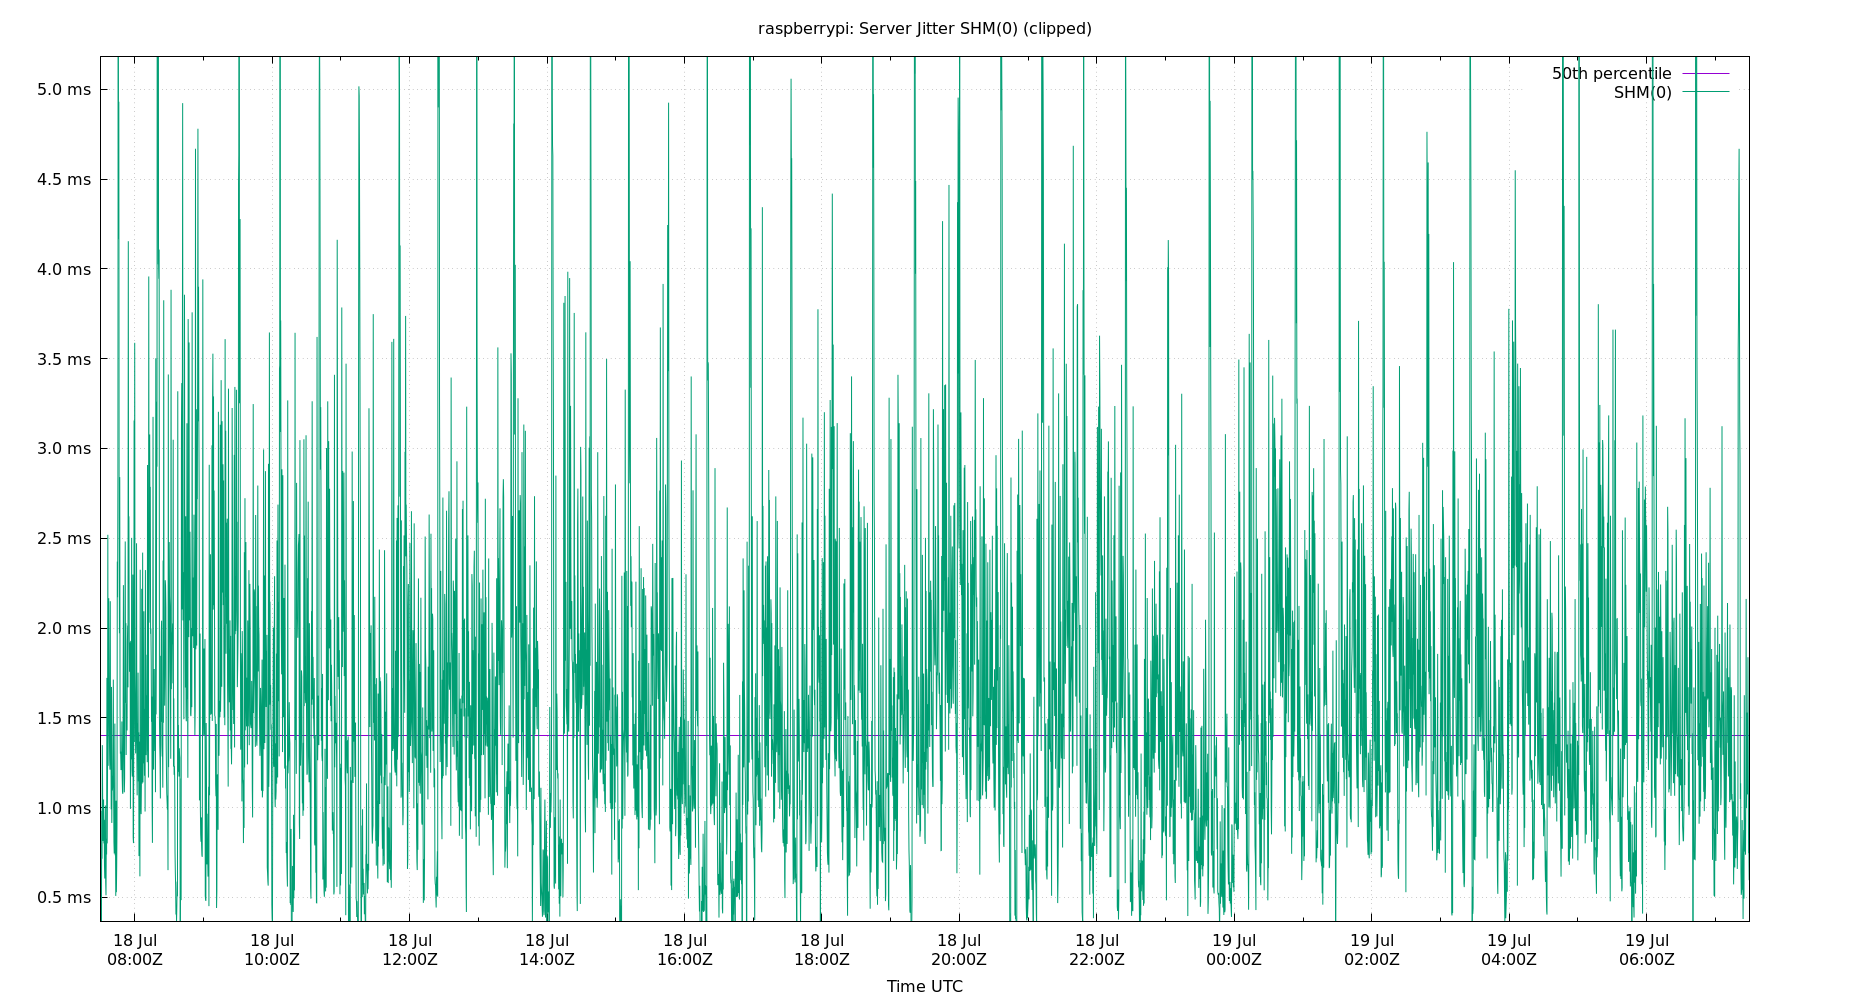 raspberrypi: Server Jitter SHM(0) (clipped)
50th percentile
SHM(0)
5.0 ms
4.5 ms
4.0 ms
3.5 ms
3.0 ms
2.5 ms
2.0 ms
1.5 ms
1.0 ms
0.5 ms
18 Jul 18 Jul 18 Jul 18 Jul 18 Jul 18 Jul 18 Jul 18 Jul 19 Jul 19 Jul 19 Jul 19 Jul
08:00Z 10:00Z 12:00Z 14:00Z 16:00Z 18:00Z 20:00Z 22:00Z 00:00Z 02:00Z 04:00Z 06:00Z
Time UTC